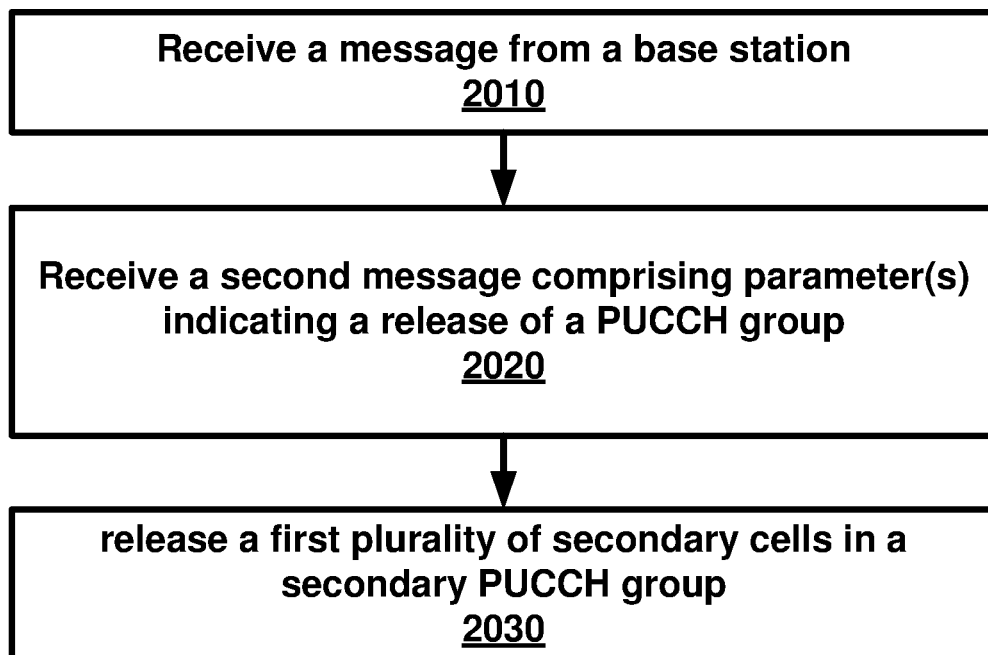 Receive a message from a base station
2010
Receive a second message comprising parameter(s)
indicating a release of a PUCCH group
2020
release a first plurality of secondary cells in a
secondary PUCCH group
2030